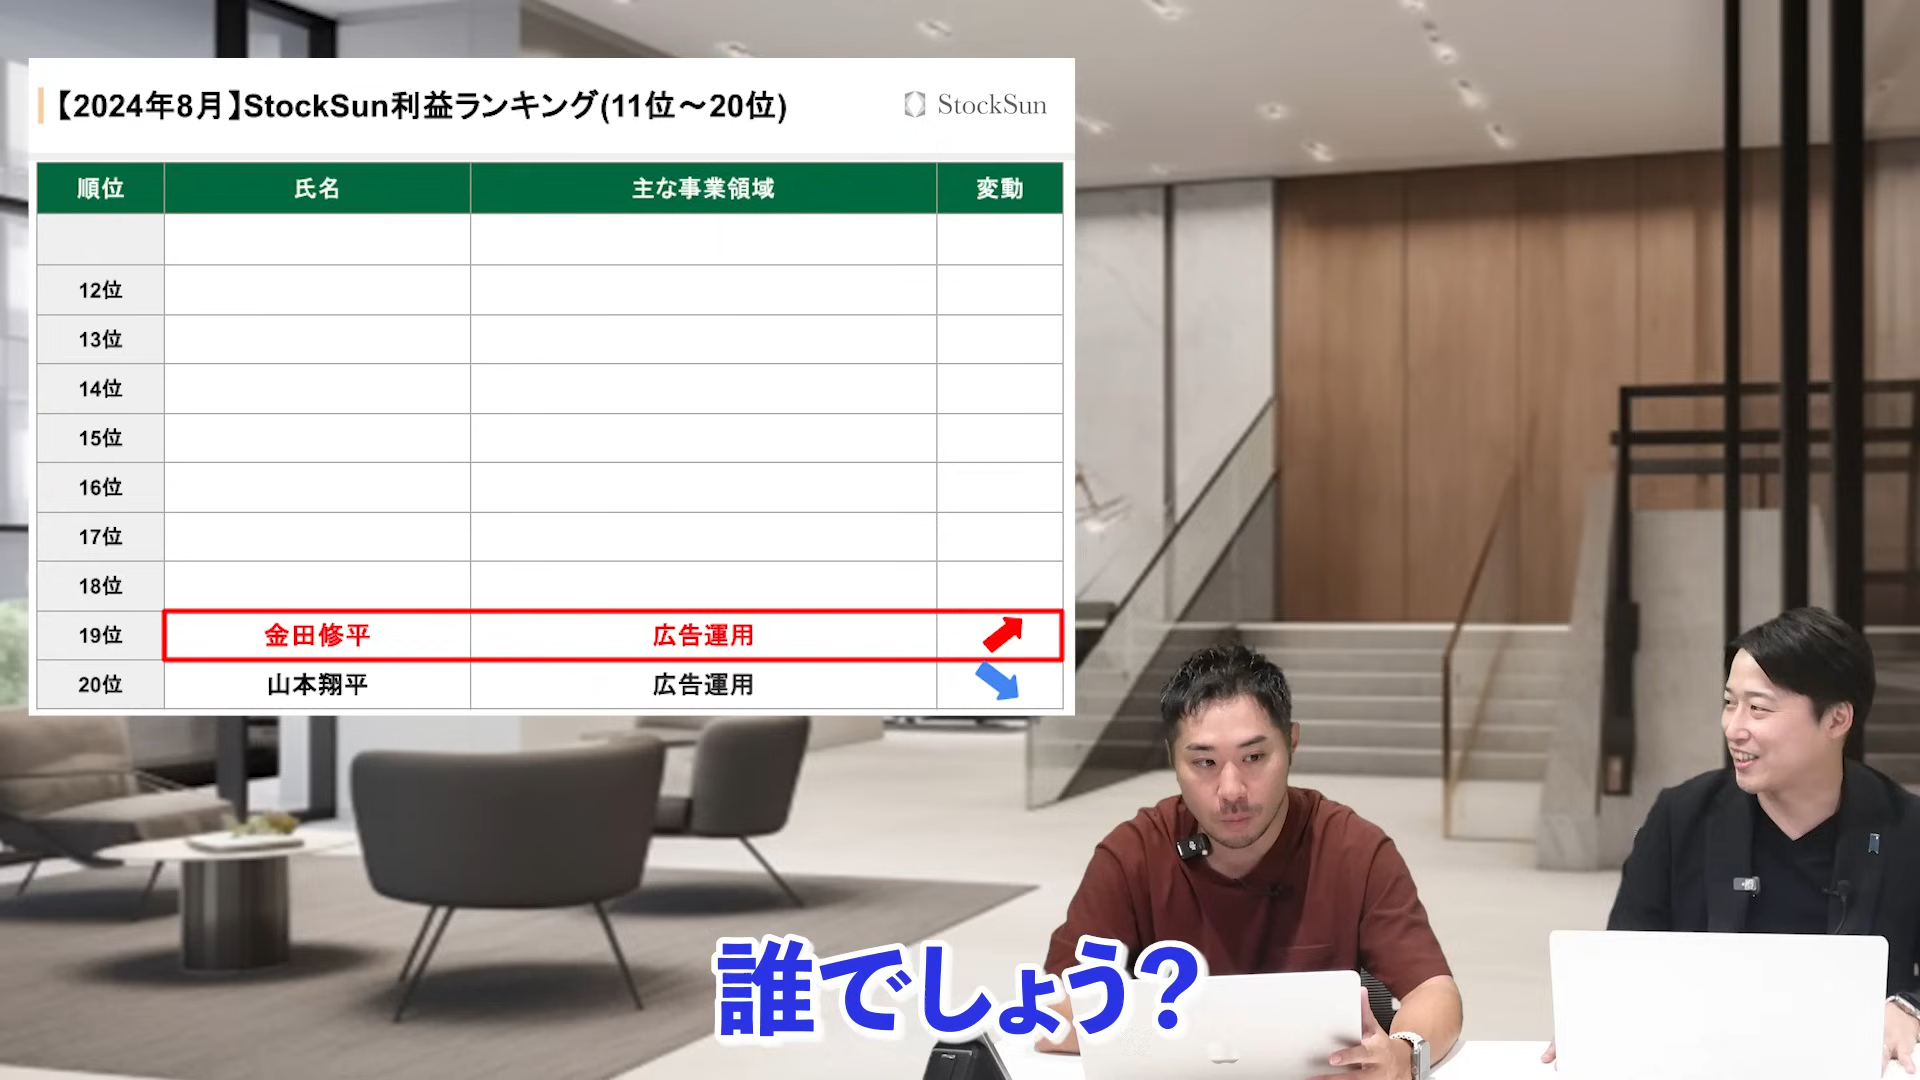 【2024年8月】StockSun利益ランキング(11位～20位)
StockSun
順位 氏名 主な事業領域 変動
12位
13位
14位
15位
16位
17位
18位
19位 金田修平 広告運用
20位 山本翔平 広告運用
誰でしょう?